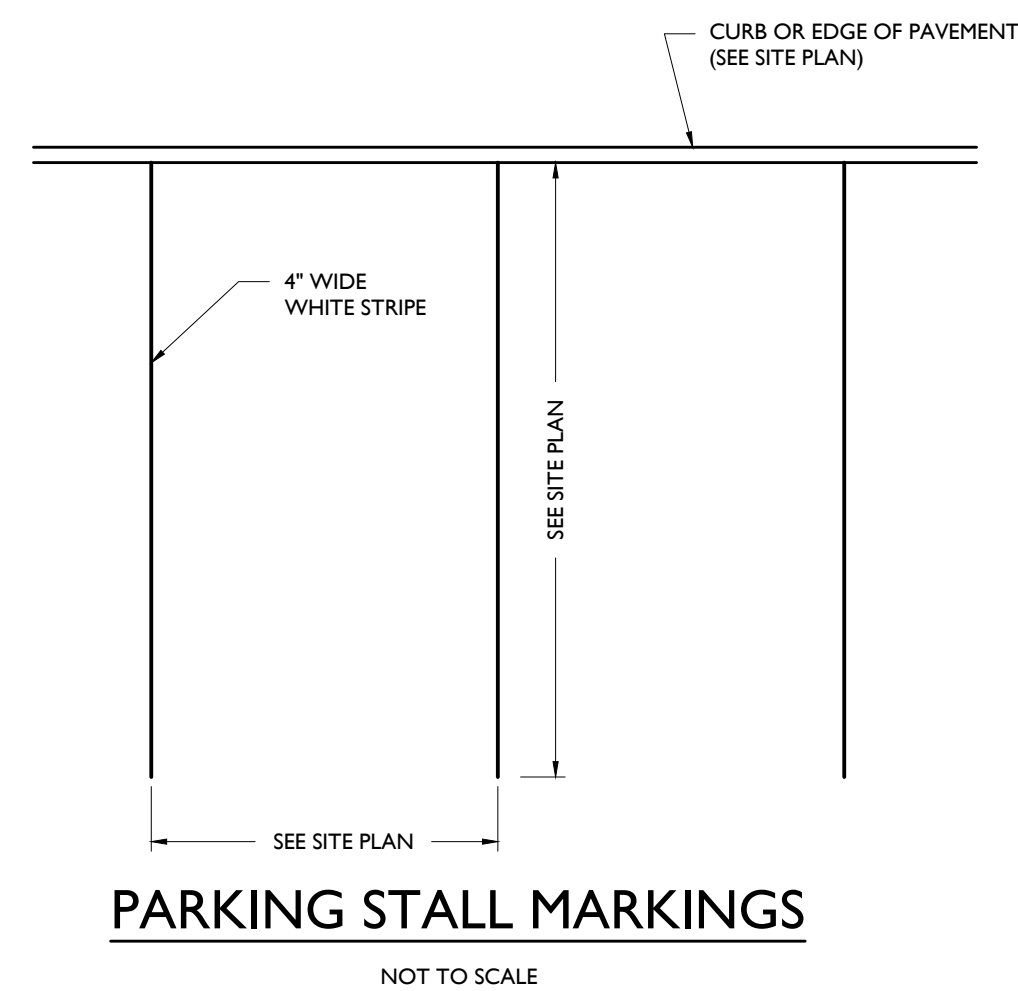 CURB OR EDGE OF PAVEMENT
(SEE SITE PLAN)
4" WIDE
WHITE STRIPE
SEE SITE PLAN
SEE SITE PLAN
PARKING STALL MARKINGS
NOT TO SCALE